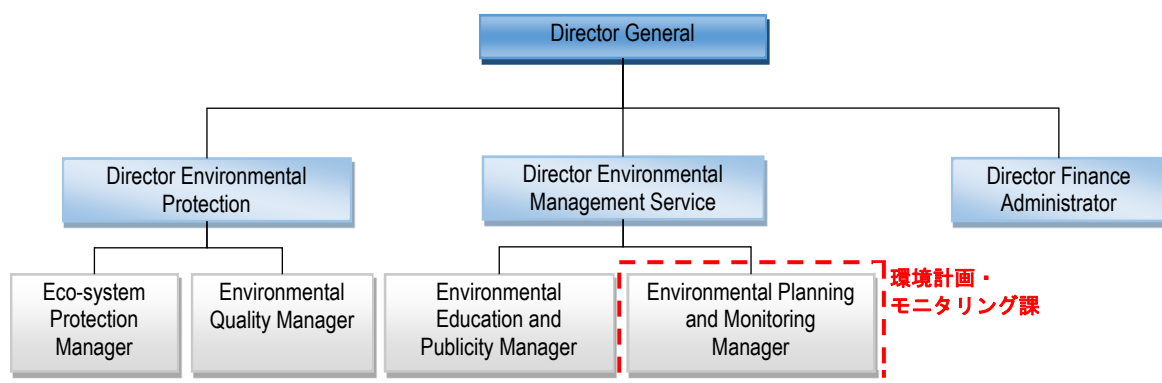 Director General
Director Environmental
Protection
Director Environmental
Management Service
Director Finance
Administrator
Eco-system
Protection
Manager
Environmental
Quality Manager
Environmental
Education and
Publicity Manager
Environmental Planning
and Monitoring
Manager
環境計画・
モニタリング課